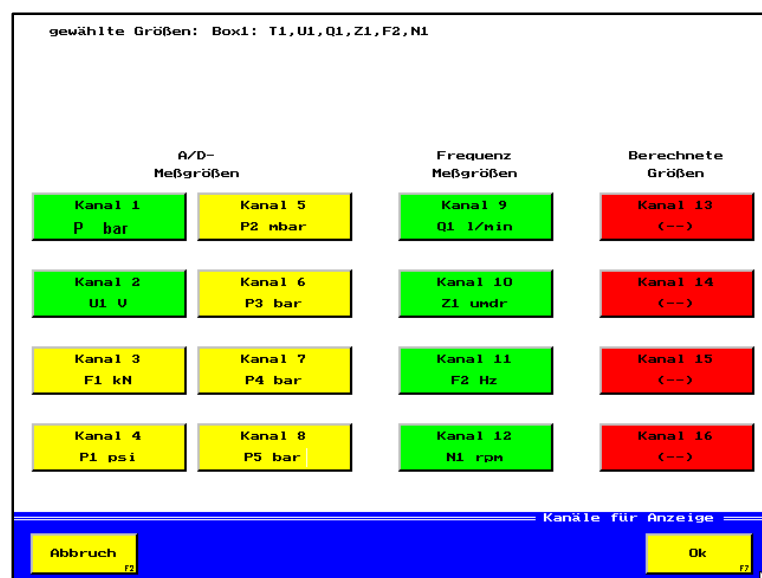 gewählte Größen: Box1: T1,U1,Q1,Z1,F2,N1
A/D-
Meßgrößen
Frequenz
Meßgrößen
Berechnete
Größen
Kanal 1
P bar
Kanal 5
P2 mbar
Kanal 9
Q1 l/min
Kanal 13
(--)
Kanal 2
U1 V
Kanal 6
P3 bar
Kanal 10
Z1 umdr
Kanal 14
(--)
Kanal 3
F1 kN
Kanal 7
P4 bar
Kanal 11
F2 Hz
Kanal 15
(--)
Kanal 4
P1 psi
Kanal 8
P5 bar
Kanal 12
N1 rpm
Kanal 16
(--)
Kanäle für Anzeige
Abbruch
F2
Ok
F7